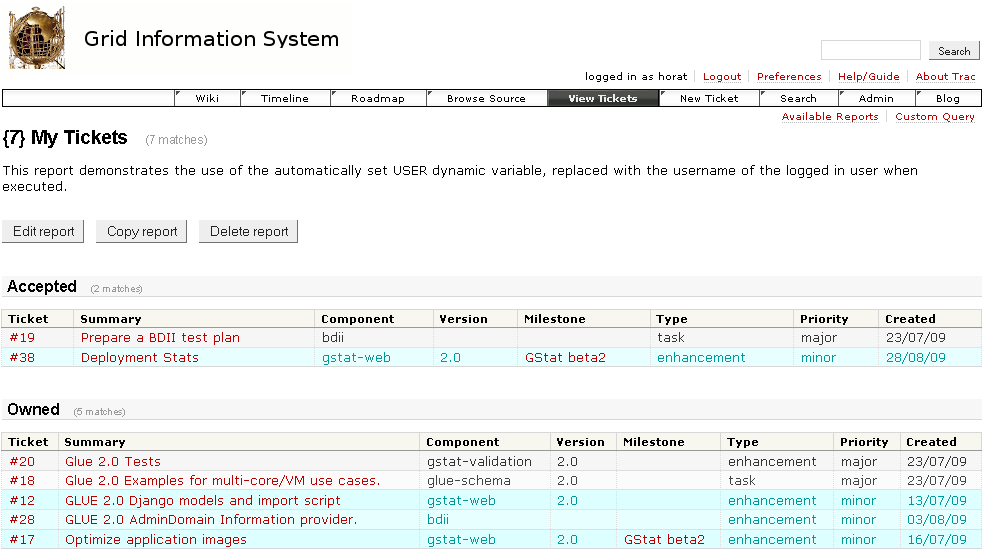 Grid Information System
Search
logged in as horat Logout Preferences Help/Guide About Trac
Wiki Timeline Roadmap Browse Source View Tickets New Ticket Search Admin Blog
Available Reports Custom Query
{7} My Tickets (7 matches)
This report demonstrates the use of the automatically set USER dynamic variable, replaced with the username of the logged in user when
executed.
Edit report Copy report Delete report
Accepted (2 matches)
Ticket Summary Component Version Milestone Type Priority Created
#19 Prepare a BDII test plan bdii task major 23/07/09
#38 Deployment Stats gstat-web 2.0 GStat beta2 enhancement minor 28/08/09
Owned (5 matches)
Ticket Summary Component Version Milestone Type Priority Created
#20 Glue 2.0 Tests gstat-validation 2.0 enhancement major 23/07/09
#18 Glue 2.0 Examples for multi-core/VM use cases. glue-schema 2.0 task major 23/07/09
#12 GLUE 2.0 Django models and import script gstat-web 2.0 enhancement minor 13/07/09
#28 GLUE 2.0 AdminDomain Information provider. bdii enhancement minor 03/08/09
#17 Optimize application images gstat-web 2.0 GStat beta2 enhancement minor 16/07/09